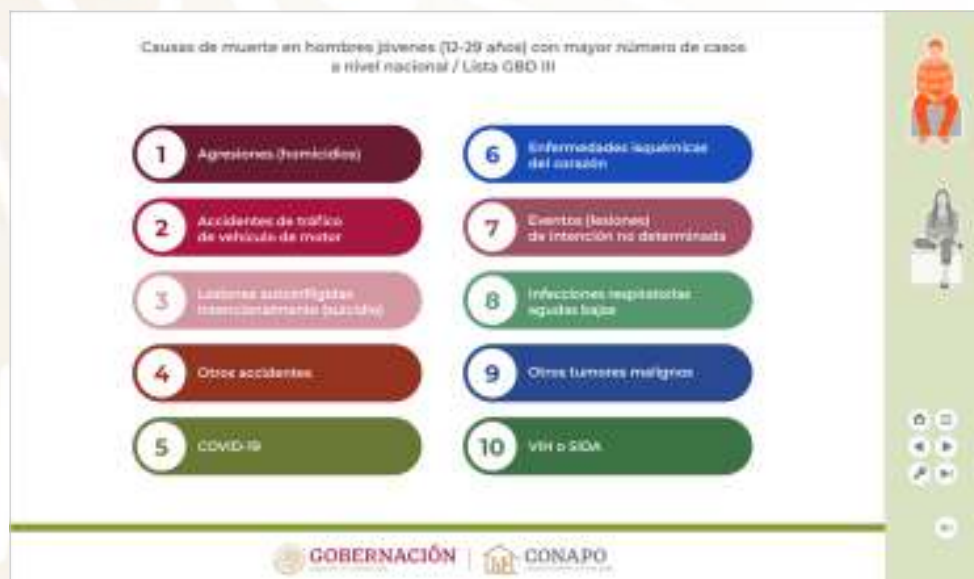 Causas de muerte en hombres jóvenes (12-29 años) con mayor número de casos
a nivel nacional / Lista GBD III
1
Agresiones (homicidios)
2
Accidentes de tráfico
de vehículo de motor
3
Lesiones autoinfligidas
intencionalmente (suicidio)
4
Otros accidentes
5
COVID-19
6
Enfermedades isquémicas
del corazón
7
Eventos (lesiones)
de intención no determinada
8
Infecciones respiratorias
agudas bajas
9
Otros tumores malignos
10
VIH o SIDA
GOBERNACIÓN
CONAPO